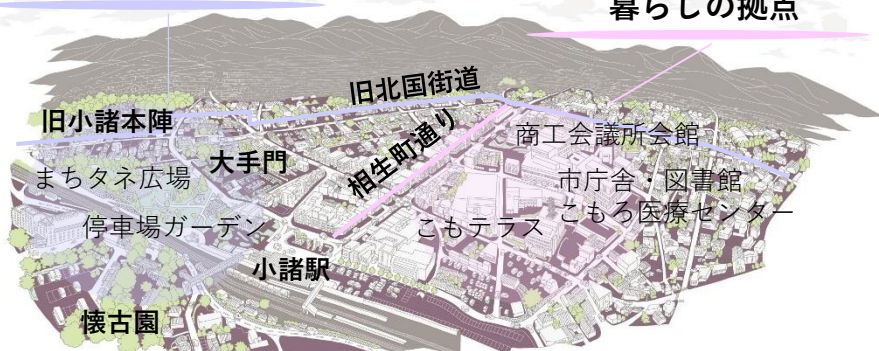 暮らしの拠点
旧北国街道
旧小諸本陣
相生町通り
商工会議所会館
まちタネ広場
大手門
市庁舎・図書館
停車場ガーデン
こもテラス
こもろ医療センター
小諸駅
懐古園